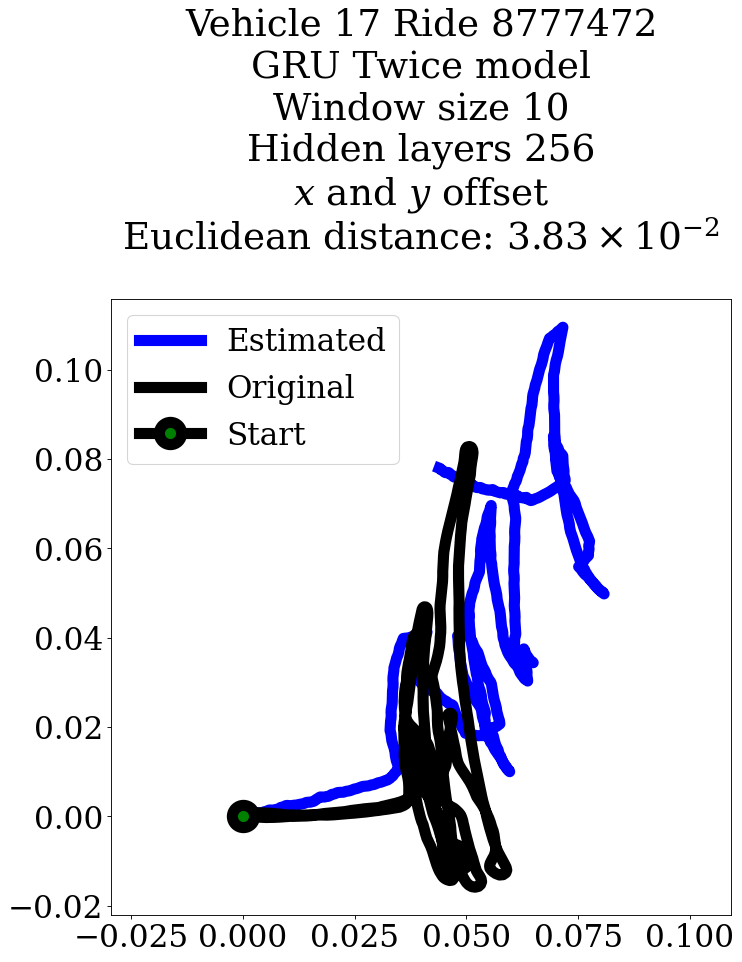 Vehicle 17 Ride 8777472
GRU Twice model
Window size 10
Hidden layers 256
x and y offset
Euclidean distance: 3.83 × 10⁻²
Estimated
Original
Start
0.10
0.08
0.06
0.04
0.02
0.00
−0.02
−0.025 0.000 0.025 0.050 0.075 0.100